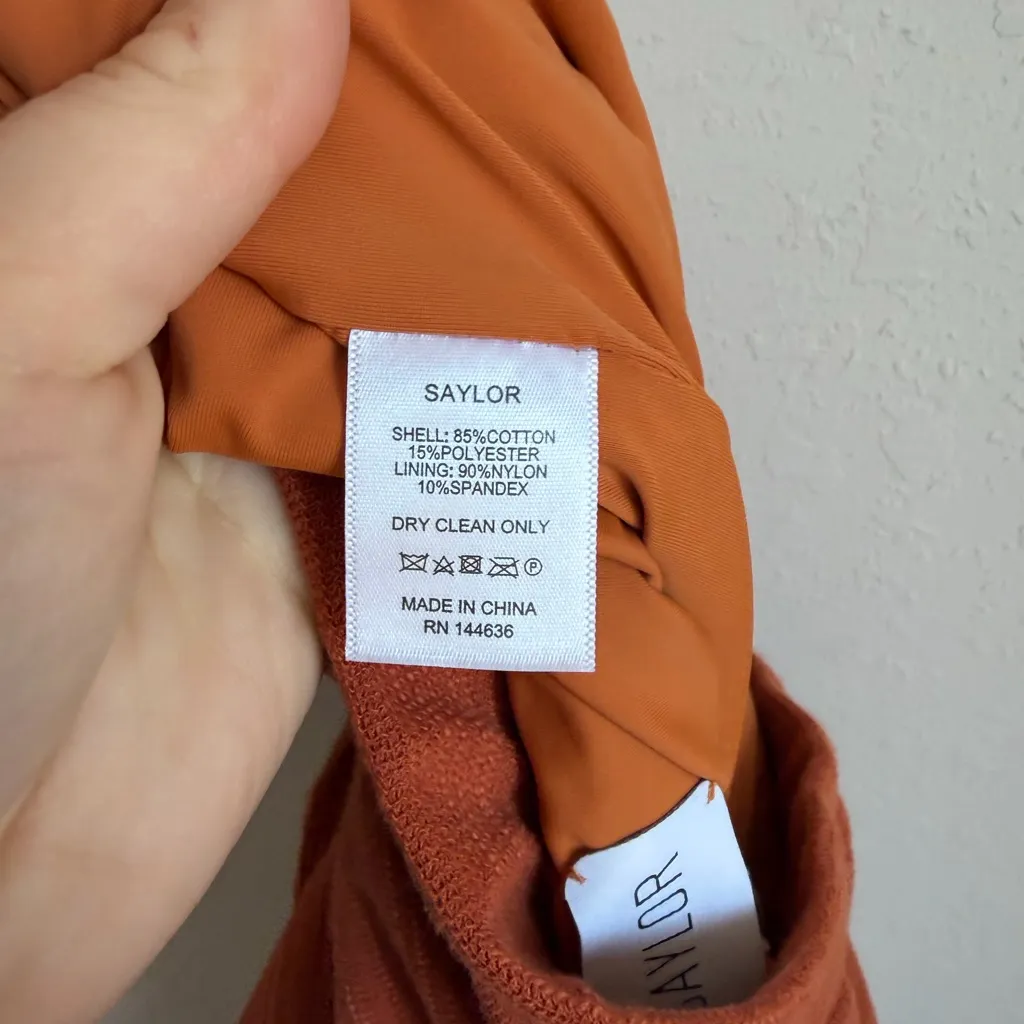 SAYLOR
SHELL: 85%COTTON
15%POLYESTER
LINING: 90%NYLON
10%SPANDEX
DRY CLEAN ONLY
P
MADE IN CHINA
RN 144636
SAYLOR